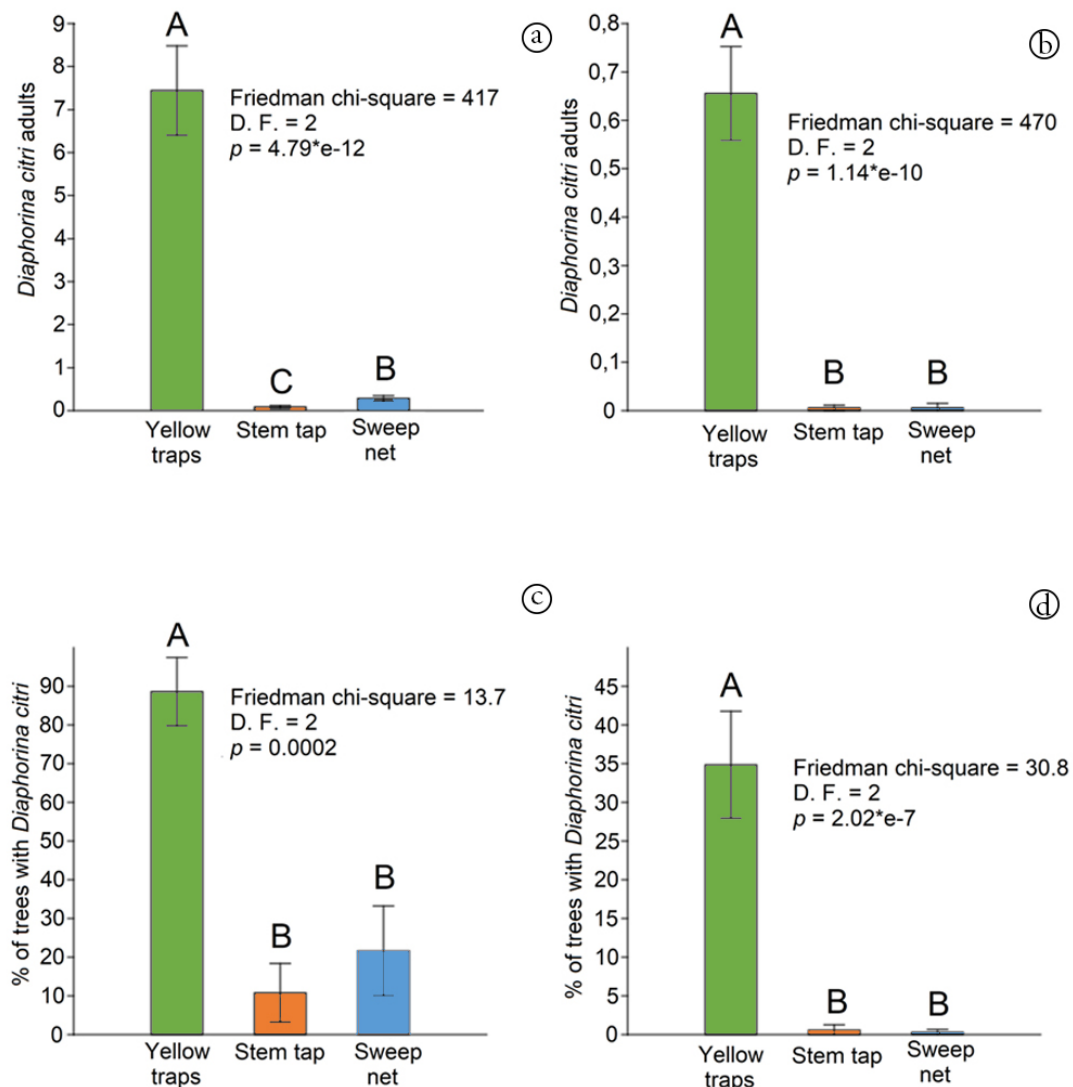 a
Diaphorina citri adults
9
8
7
6
5
4
3
2
1
0
A
C
B
Friedman chi-square = 417
D. F. = 2
p = 4.79*e-12
Yellow traps
Stem tap
Sweep net
b
Diaphorina citri adults
0,8
0,7
0,6
0,5
0,4
0,3
0,2
0,1
0
A
B
B
Friedman chi-square = 470
D. F. = 2
p = 1.14*e-10
Yellow traps
Stem tap
Sweep net
c
% of trees with Diaphorina citri
90
80
70
60
50
40
30
20
10
0
A
B
B
Friedman chi-square = 13.7
D. F. = 2
p = 0.0002
Yellow traps
Stem tap
Sweep net
d
% of trees with Diaphorina citri
45
40
35
30
25
20
15
10
5
0
A
B
B
Friedman chi-square = 30.8
D. F. = 2
p = 2.02*e-7
Yellow traps
Stem tap
Sweep net